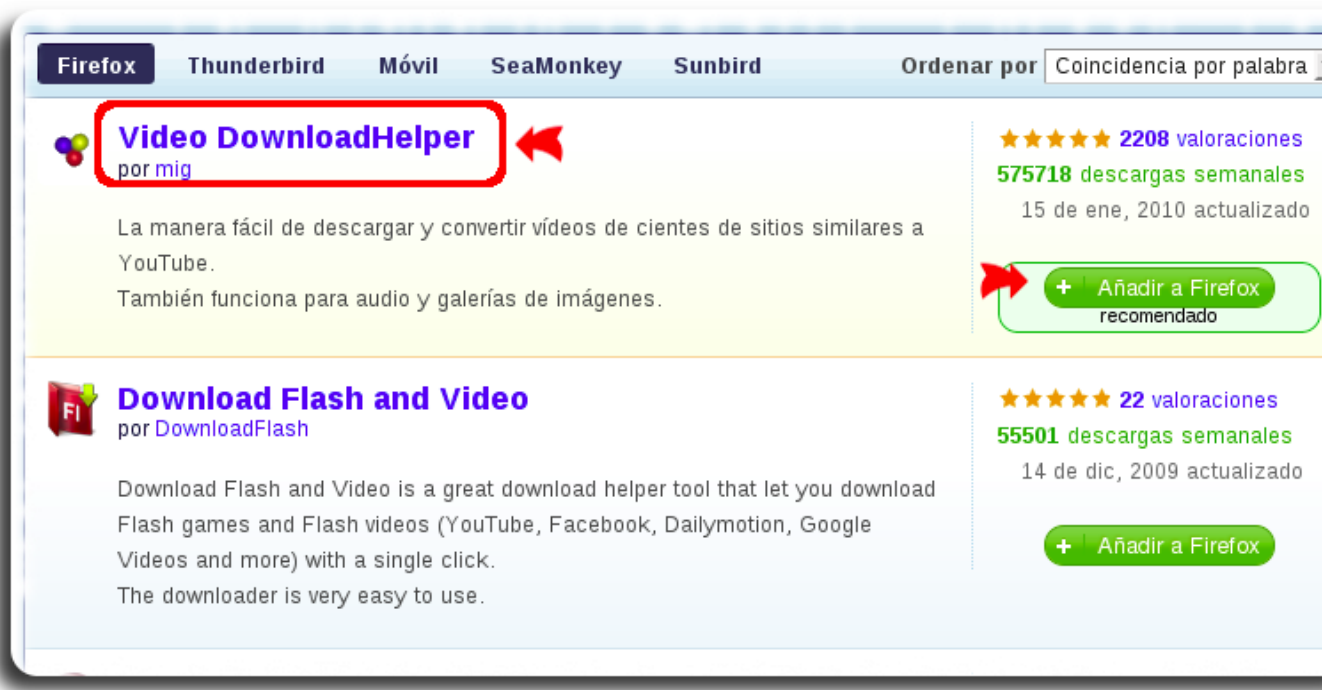 Firefox Thunderbird Móvil SeaMonkey Sunbird Ordenar por Coincidencia por palabra
Video DownloadHelper
por mig
La manera fácil de descargar y convertir vídeos de cientes de sitios similares a
YouTube.
También funciona para audio y galerías de imágenes.
2208 valoraciones
575718 descargas semanales
15 de ene, 2010 actualizado
+ Añadir a Firefox
recomendado
Download Flash and Video
FI
por DownloadFlash
Download Flash and Video is a great download helper tool that let you download
Flash games and Flash videos (YouTube, Facebook, Dailymotion, Google
Videos and more) with a single click.
The downloader is very easy to use.
22 valoraciones
55501 descargas semanales
14 de dic, 2009 actualizado
+ Añadir a Firefox